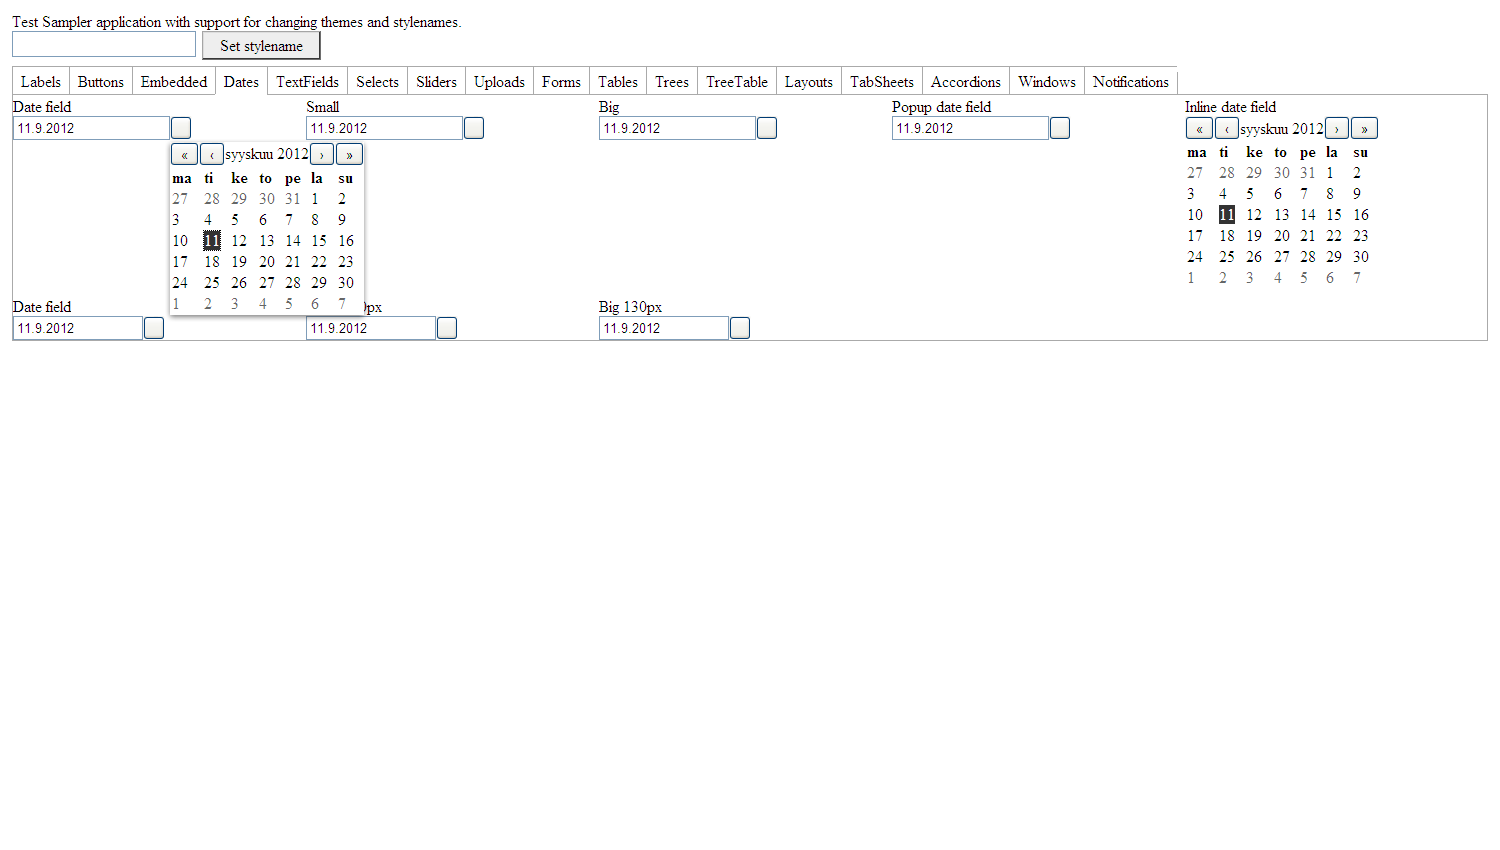 Test Sampler application with support for changing themes and stylenames.
Set stylename
Labels Buttons Embedded Dates TextFields Selects Sliders Uploads Forms Tables Trees TreeTable Layouts TabSheets Accordions Windows Notifications
Date field Small Big Popup date field Inline date field
11.9.2012 11.9.2012 11.9.2012 11.9.2012
« ‹ syyskuu 2012 › »
ma ti ke to pe la su
27 28 29 30 31 1 2
3 4 5 6 7 8 9
10 11 12 13 14 15 16
17 18 19 20 21 22 23
24 25 26 27 28 29 30
1 2 3 4 5 6 7
« ‹ syyskuu 2012 › »
ma ti ke to pe la su
27 28 29 30 31 1 2
3 4 5 6 7 8 9
10 11 12 13 14 15 16
17 18 19 20 21 22 23
24 25 26 27 28 29 30
1 2 3 4 5 6 7
Date field px Big 130px
11.9.2012 11.9.2012 11.9.2012